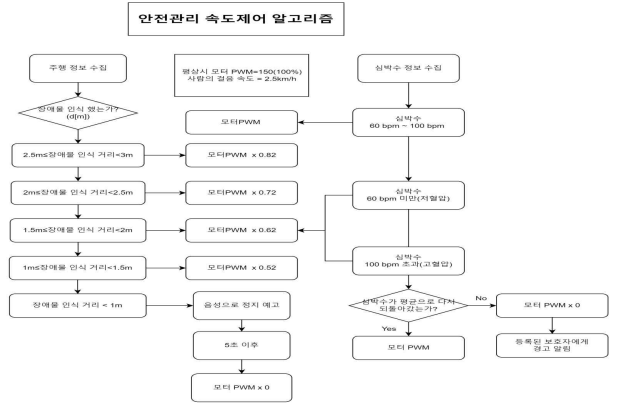 안전관리 속도제어 알고리즘
주행 정보 수집
평상시 모터 PWM=150(100%)
사람의 걸음 속도 = 2.5km/h
심박수 정보 수집
장애물 인식 했는가?
(d[m])
모터PWM
심박수
60 bpm ~ 100 bpm
2.5m≤장애물 인식 거리<3m
모터PWM x 0.82
2m≤장애물 인식 거리<2.5m
모터PWM x 0.72
심박수
60 bpm 미만(저혈압)
1.5m≤장애물 인식 거리<2m
모터PWM x 0.62
1m≤장애물 인식 거리<1.5m
모터PWM x 0.52
심박수
100 bpm 초과(고혈압)
장애물 인식 거리 < 1m
음성으로 정지 예고
심박수가 평균으로 다시
되돌아갔는가?
No
모터 PWM x 0
Yes
5초 이후
모터 PWM
등록된 보호자에게
경고 알림
모터 PWM x 0